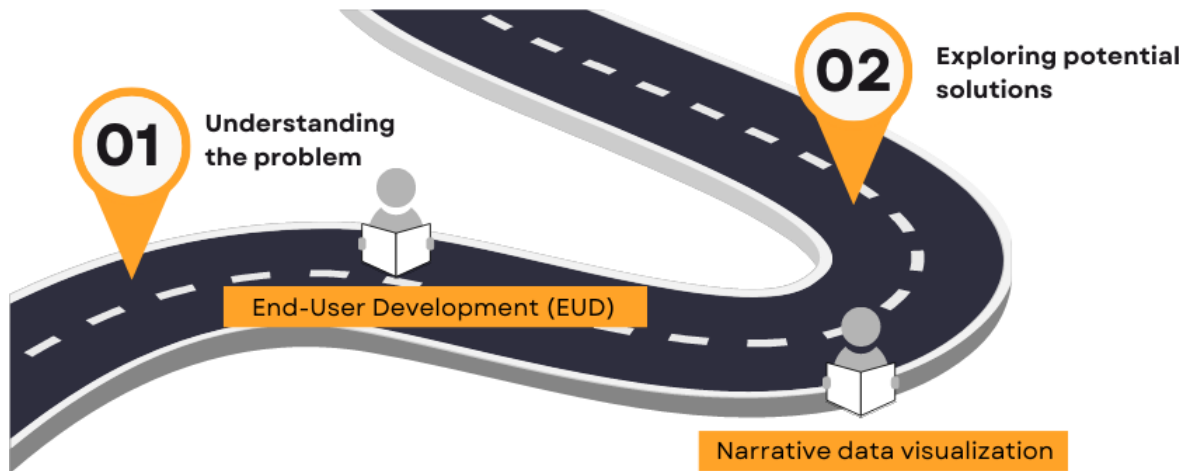 01
Understanding
the problem
End-User Development (EUD)
02
Exploring potential
solutions
Narrative data visualization